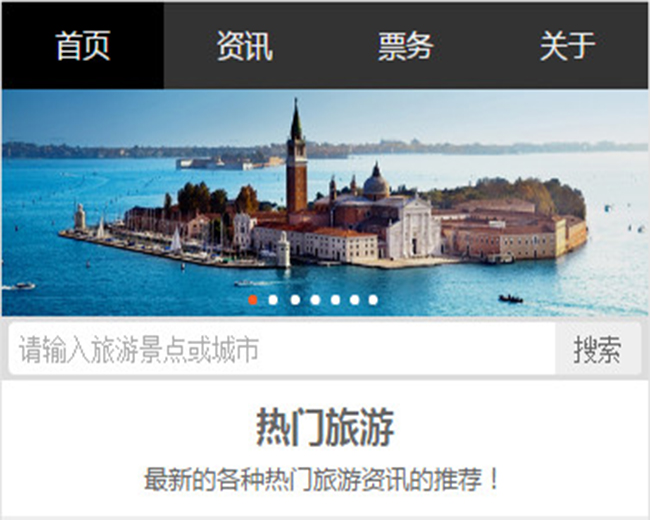 首页 资讯 票务 关于
请输入旅游景点或城市 搜索
热门旅游
最新的各种热门旅游资讯的推荐！